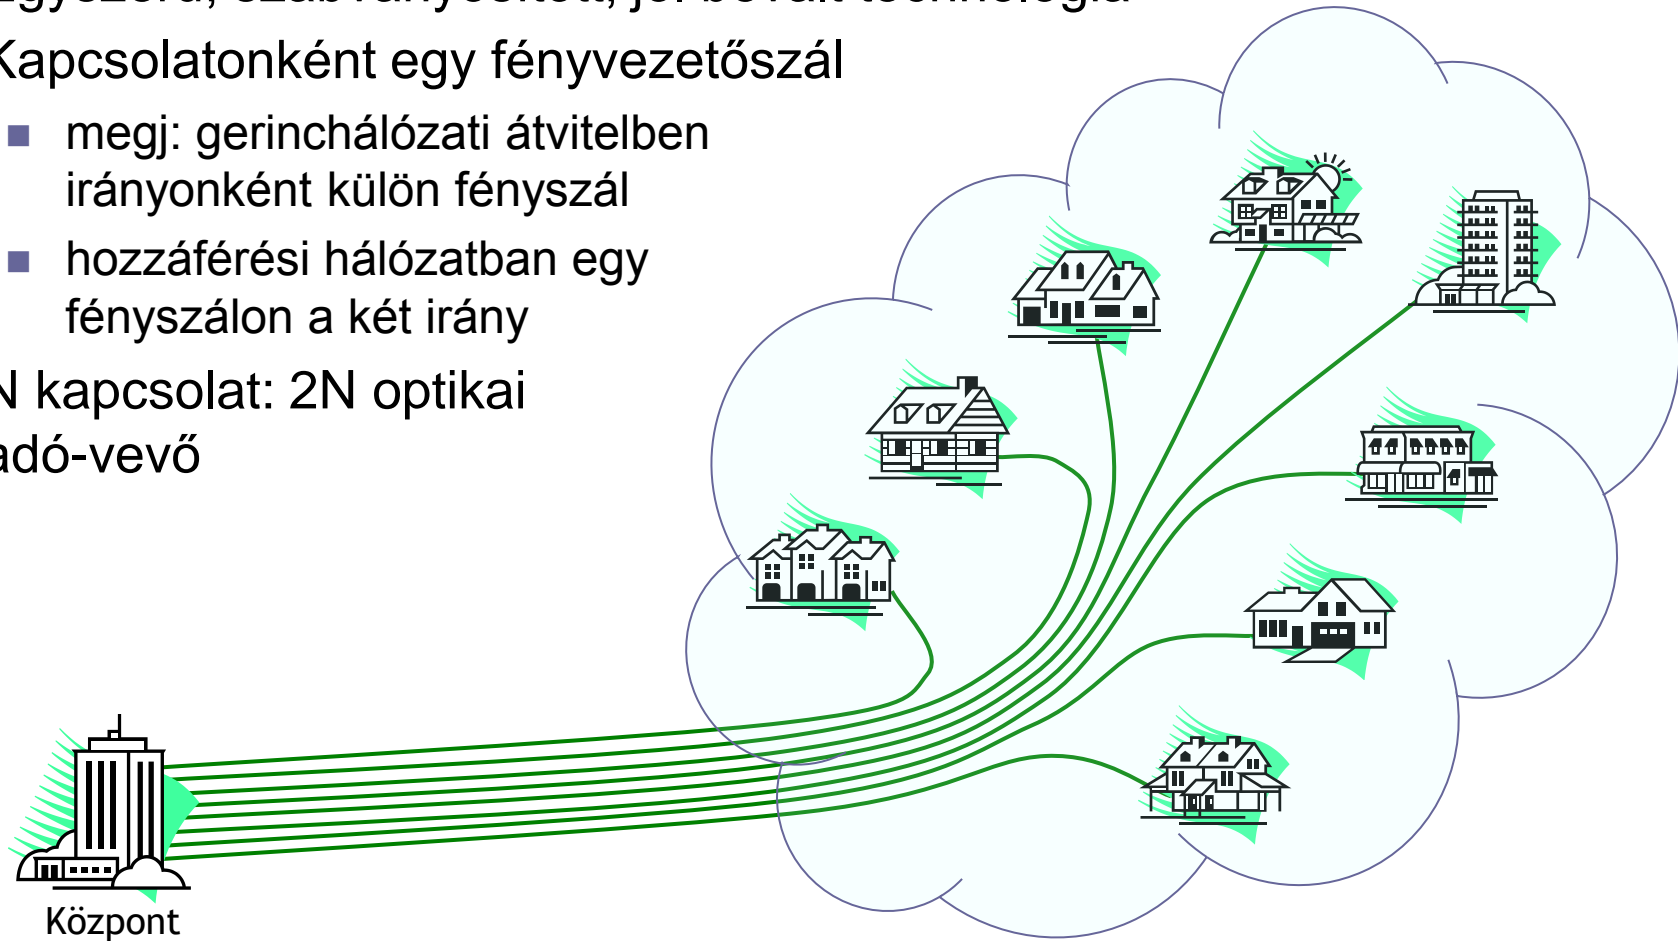 Kapcsolatonként egy fényvezetőszál
megj: gerinchálózati átvitelben
irányonként külön fényszál
hozzáférési hálózatban egy
fényszálon a két irány
N kapcsolat: 2N optikai
adó-vevő
Központ